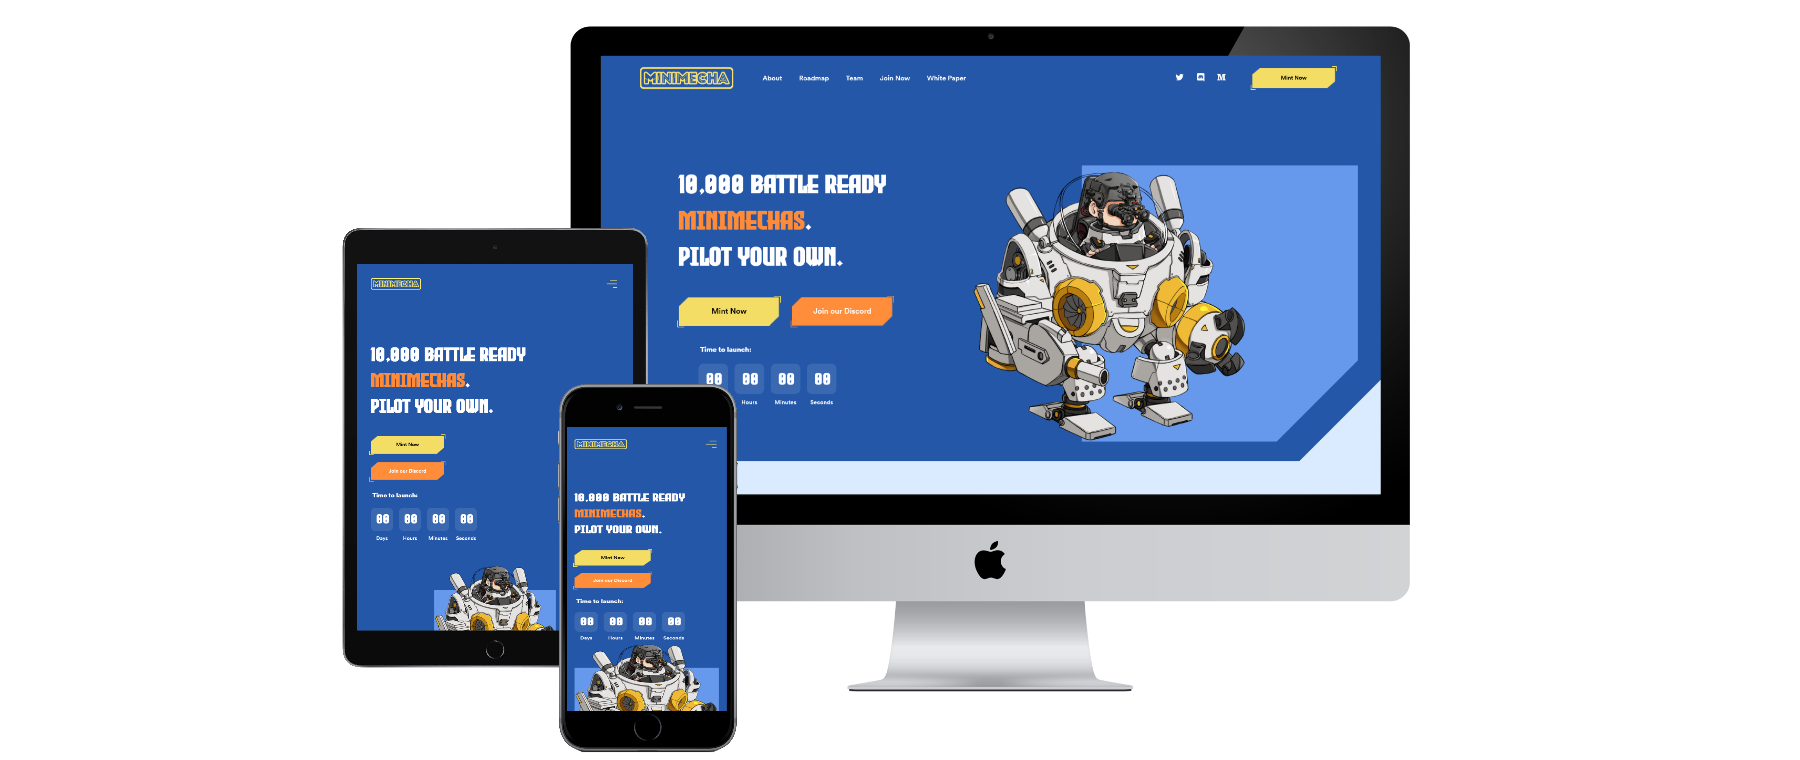 MINIMECHA
About Roadmap Team Join Now White Paper
Mint Now
10,000 BATTLE READY
MINIMECHAS.
PILOT YOUR OWN.
Mint Now Join our Discord
Time to launch:
00 00 00 00
Hours Minutes Seconds
MINIMECHA
10,000 BATTLE READY
MINIMECHAS.
PILOT YOUR OWN.
Mint Now
Join our Discord
Time to launch:
00 00 00 00
Days Hours Minutes Seconds
MINIMECHA
10,000 BATTLE READY
MINIMECHAS.
PILOT YOUR OWN.
Mint Now
Join our Discord
Time to launch:
00 00 00 00
Days Hours Minutes Seconds